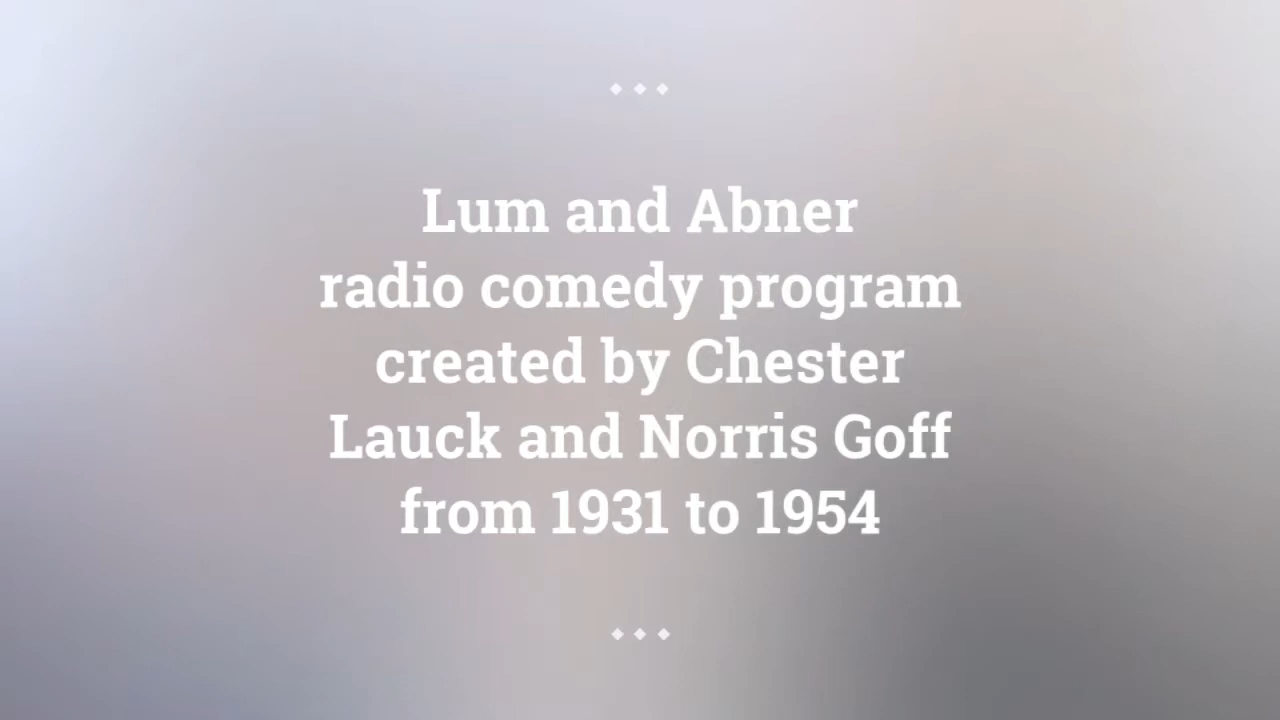 Lum and Abner
radio comedy program
created by Chester
Lauck and Norris Goff
from 1931 to 1954